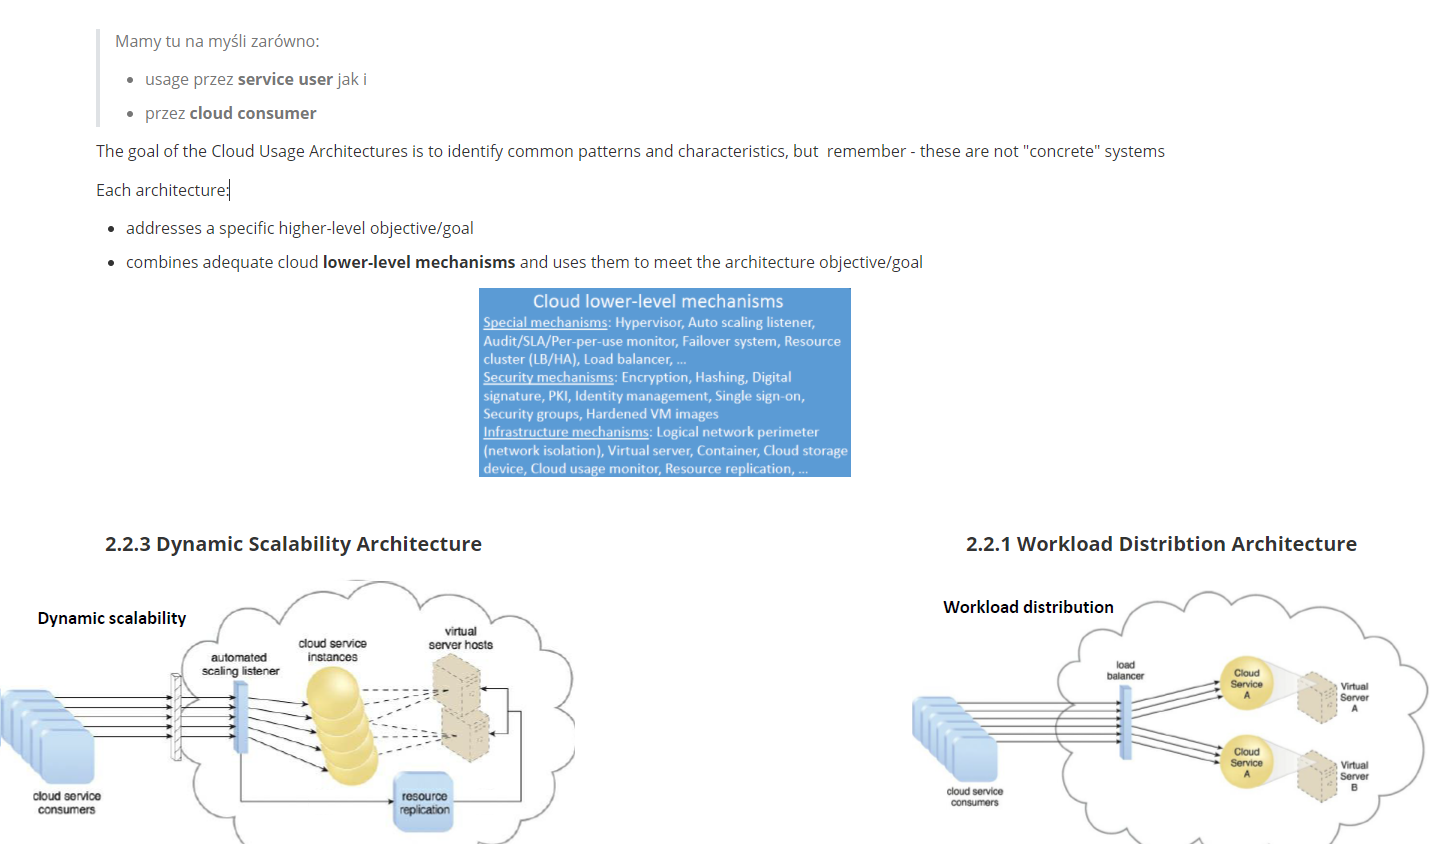 Mamy tu na myśli zarówno:
usage przez service user jak i
przez cloud consumer
The goal of the Cloud Usage Architectures is to identify common patterns and characteristics, but  remember - these are not "concrete" systems
Each architecture:
addresses a specific higher-level objective/goal
combines adequate cloud lower-level mechanisms and uses them to meet the architecture objective/goal
Cloud lower-level mechanisms
Special mechanisms: Hypervisor, Auto scaling listener,
Audit/SLA/Per-per-use monitor, Failover system, Resource
cluster (LB/HA), Load balancer, ...
Security mechanisms: Encryption, Hashing, Digital
signature, PKI, Identity management, Single sign-on,
Security groups, Hardened VM images
Infrastructure mechanisms: Logical network perimeter
(network isolation), Virtual server, Container, Cloud storage
device, Cloud usage monitor, Resource replication, ...
2.2.3 Dynamic Scalability Architecture
Dynamic scalability
automated
scaling listener
cloud service
instances
virtual
server hosts
cloud service
consumers
resource
replication
2.2.1 Workload Distribtion Architecture
Workload distribution
load
balancer
Cloud
Service
A
Virtual
Server
A
Cloud
Service
A
Virtual
Server
B
cloud service
consumers